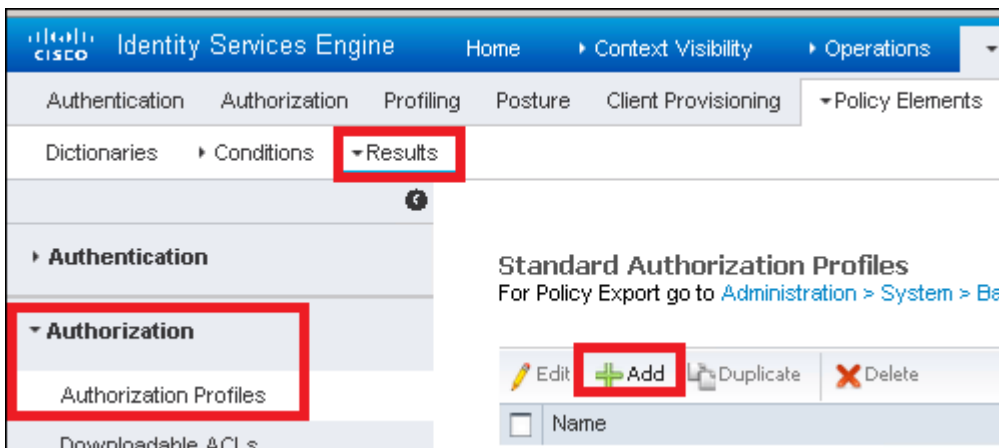 CISCO Identity Services Engine Home Context Visibility Operations
Authentication Authorization Profiling Posture Client Provisioning Policy Elements
Dictionaries Conditions Results
Authentication
Authorization
Authorization Profiles
Downloadable ACLs
Standard Authorization Profiles
For Policy Export go to Administration > System > Ba
Edit Add Duplicate Delete
Name